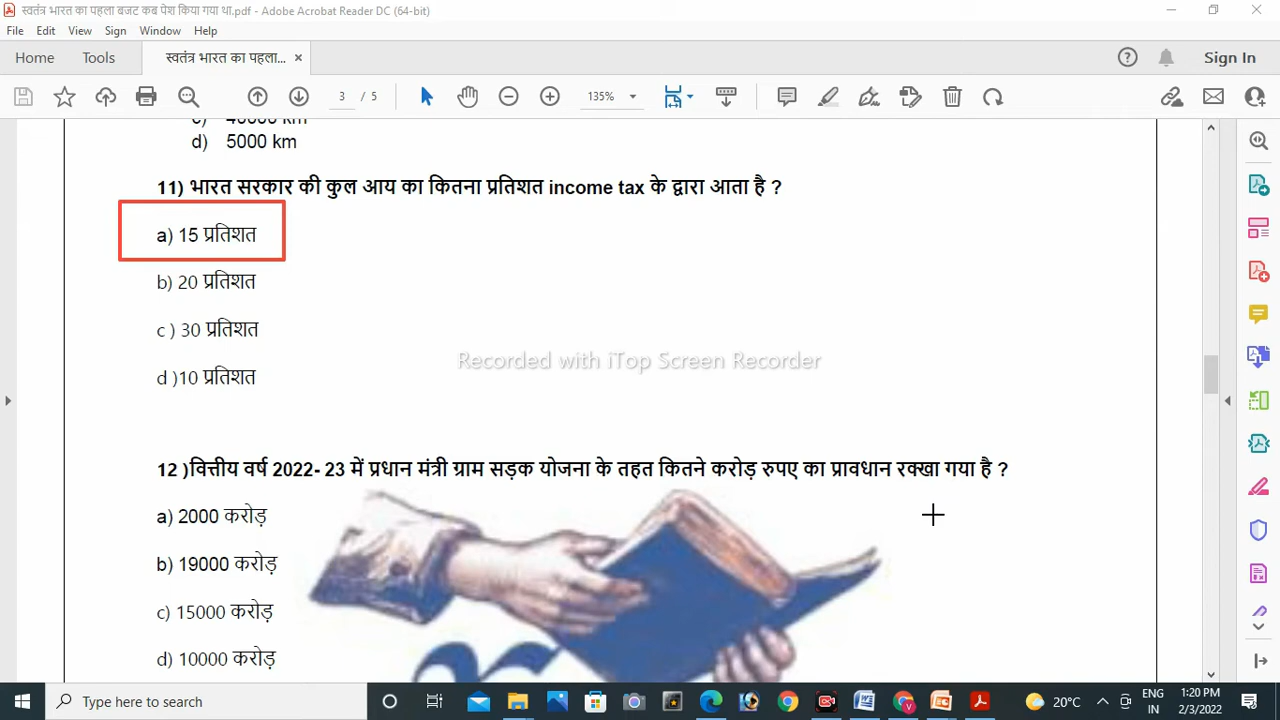 स्वतंत्र भारत का पहला बजट कब पेश किया गया था.pdf - Adobe Acrobat Reader DC (64-bit)
File Edit View Sign Window Help
Home Tools स्वतंत्र भारत का पहला... × Sign In
3 / 5 135%
c) 40000 km
d) 5000 km
11) भारत सरकार की कुल आय का कितना प्रतिशत income tax के द्वारा आता है ?
a) 15 प्रतिशत
b) 20 प्रतिशत
c ) 30 प्रतिशत
Recorded with iTop Screen Recorder
d )10 प्रतिशत
12 )वित्तीय वर्ष 2022- 23 में प्रधान मंत्री ग्राम सड़क योजना के तहत कितने करोड़ रुपए का प्रावधान रक्खा गया है ?
a) 2000 करोड़
b) 19000 करोड़
c) 15000 करोड़
d) 10000 करोड़
Type here to search 20°C ENG 1:20 PM
IN 2/3/2022